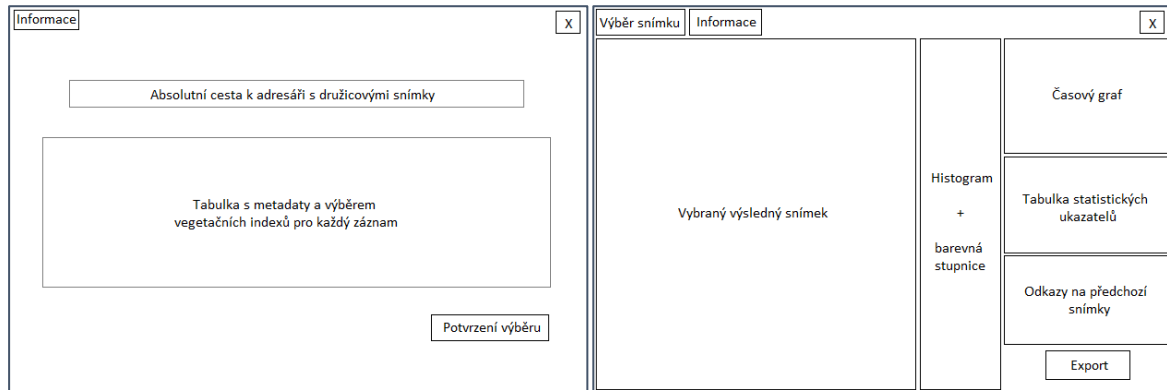 Informace
X
Absolutní cesta k adresáři s družicovými snímky
Tabulka s metadaty a výběrem
vegetačních indexů pro každý záznam
Potvrzení výběru
Výběr snímku
Informace
X
Vybraný výsledný snímek
Histogram
+
barevná
stupnice
Časový graf
Tabulka statistických
ukazatelů
Odkazy na předchozí
snímky
Export